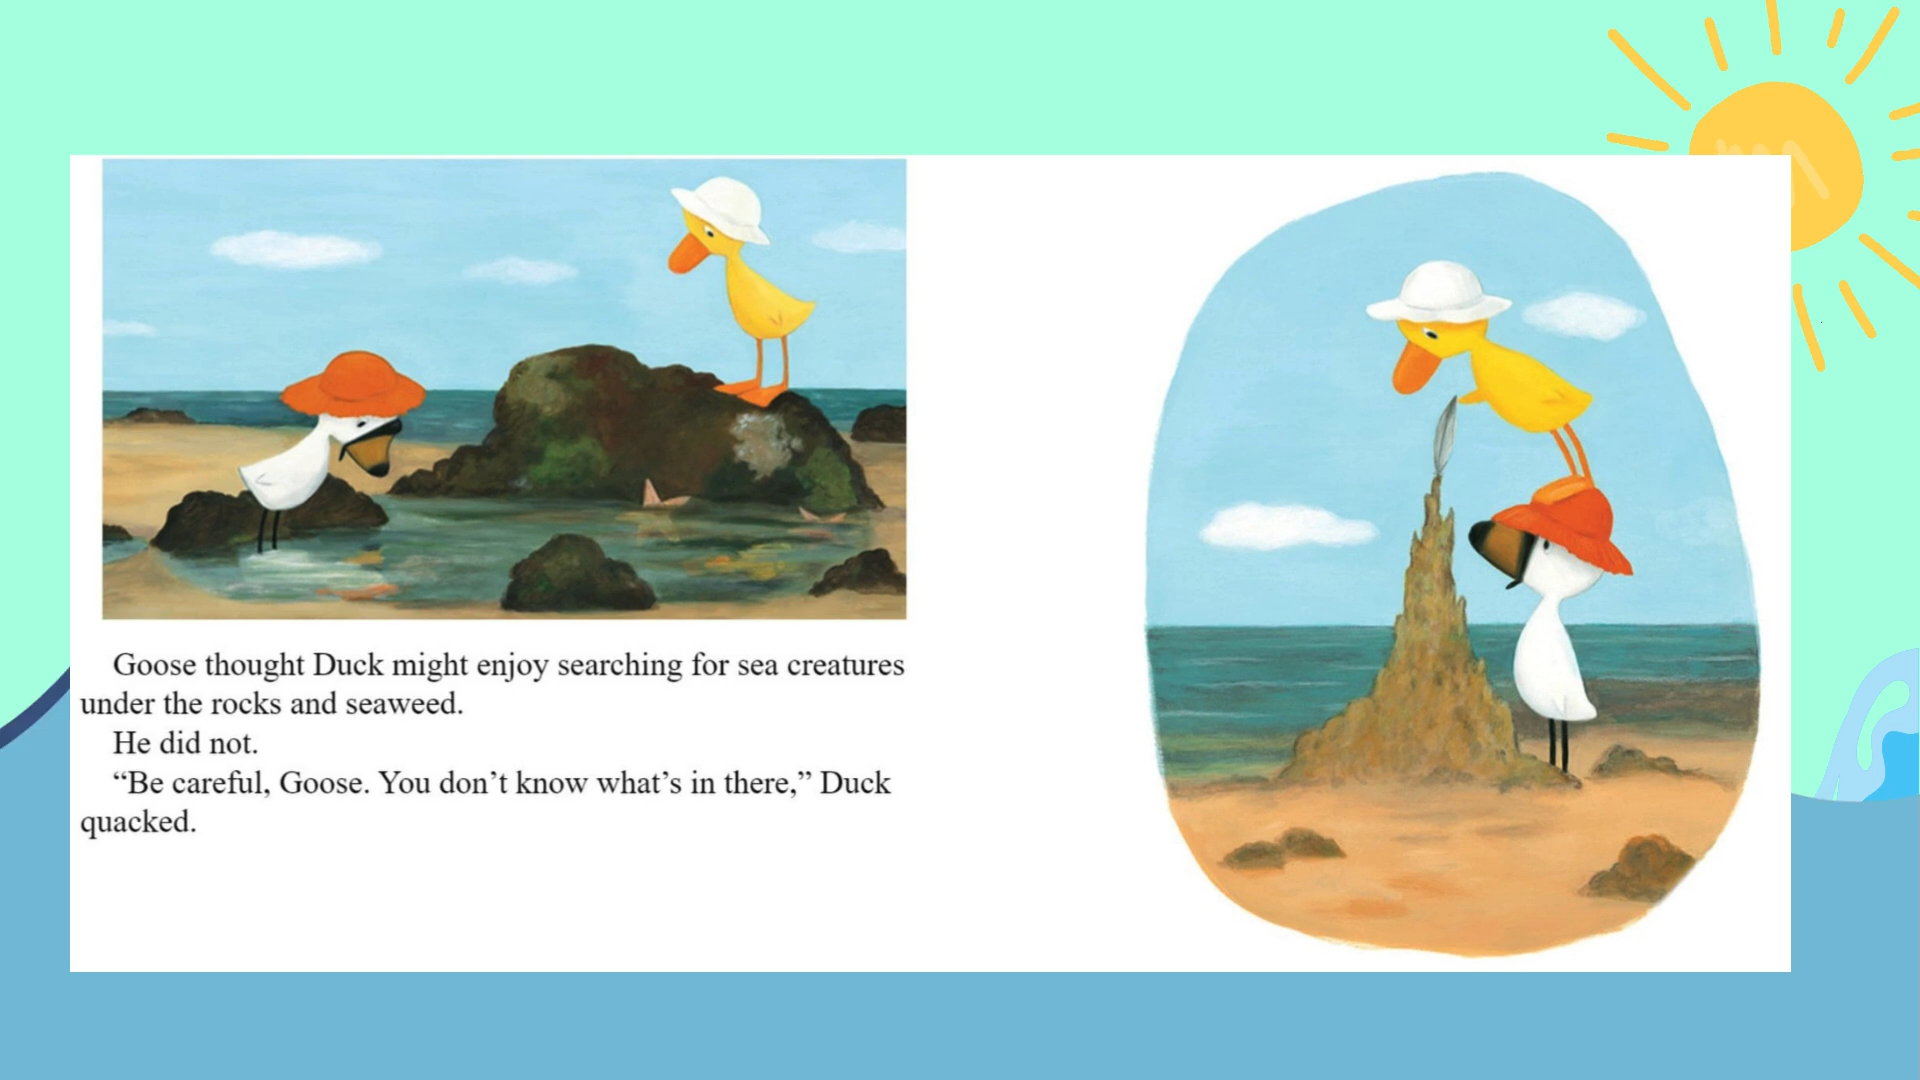 Goose thought Duck might enjoy searching for sea creatures
under the rocks and seaweed.
He did not.
“Be careful, Goose. You don’t know what’s in there,” Duck
quacked.